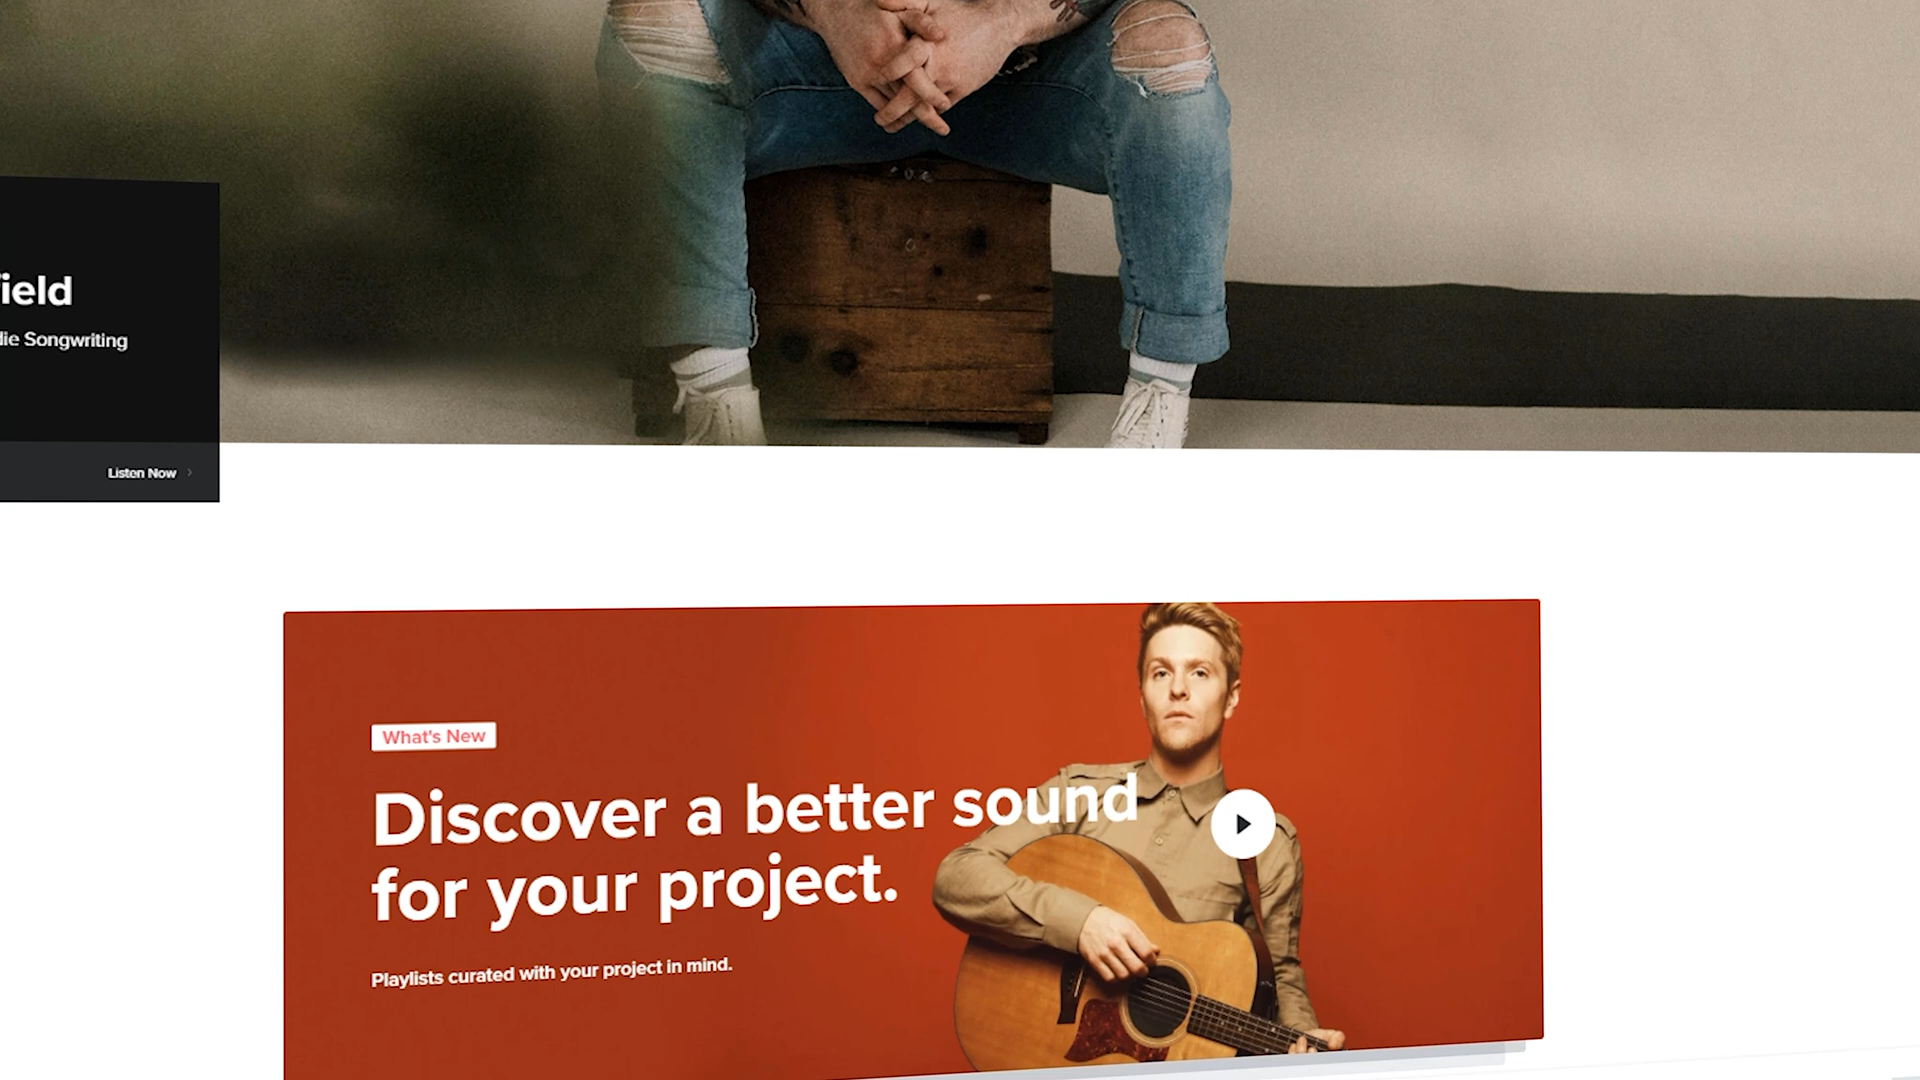 ield
die Songwriting
Listen Now
What's New
Discover a better sound
for your project.
Playlists curated with your project in mind.